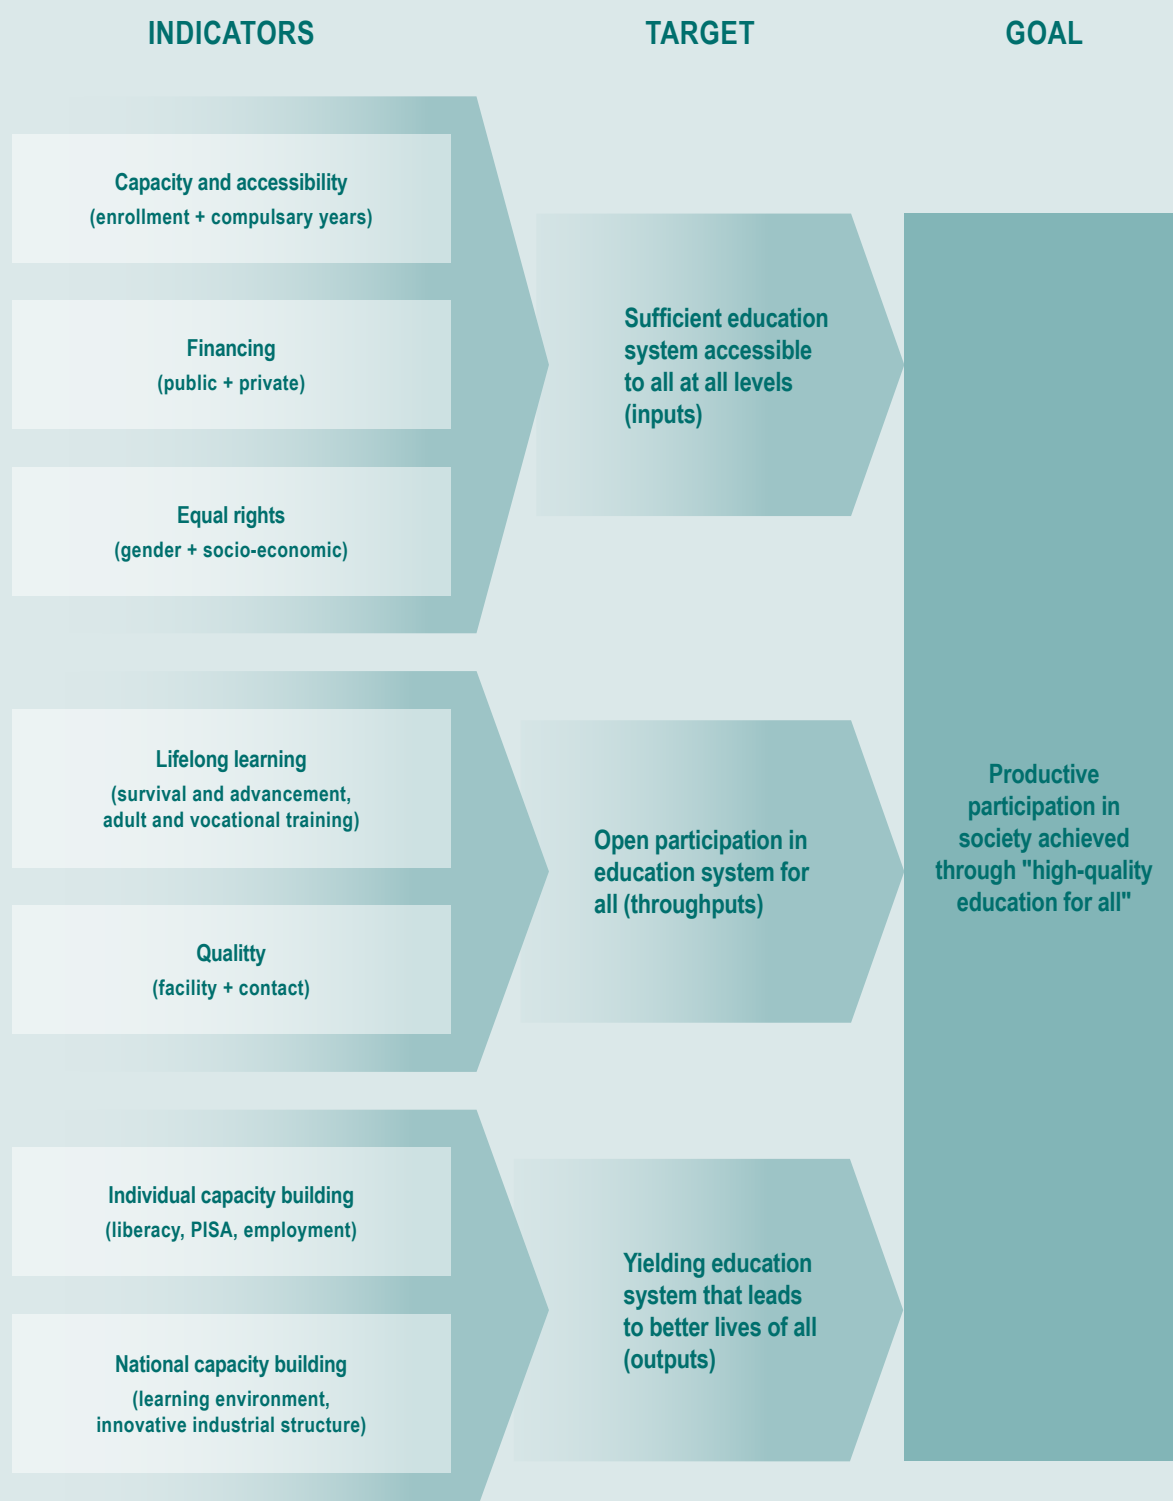 INDICATORS
TARGET
GOAL
Capacity and accessibility
(enrollment + compulsary years)
Financing
(public + private)
Equal rights
(gender + socio-economic)
Sufficient education
system accessible
to all at all levels
(inputs)
Lifelong learning
(survival and advancement,
adult and vocational training)
Qualitty
(facility + contact)
Open participation in
education system for
all (throughputs)
Individual capacity building
(liberacy, PISA, employment)
National capacity building
(learning environment,
innovative industrial structure)
Yielding education
system that leads
to better lives of all
(outputs)
Productive
participation in
society achieved
through "high-quality
education for all"